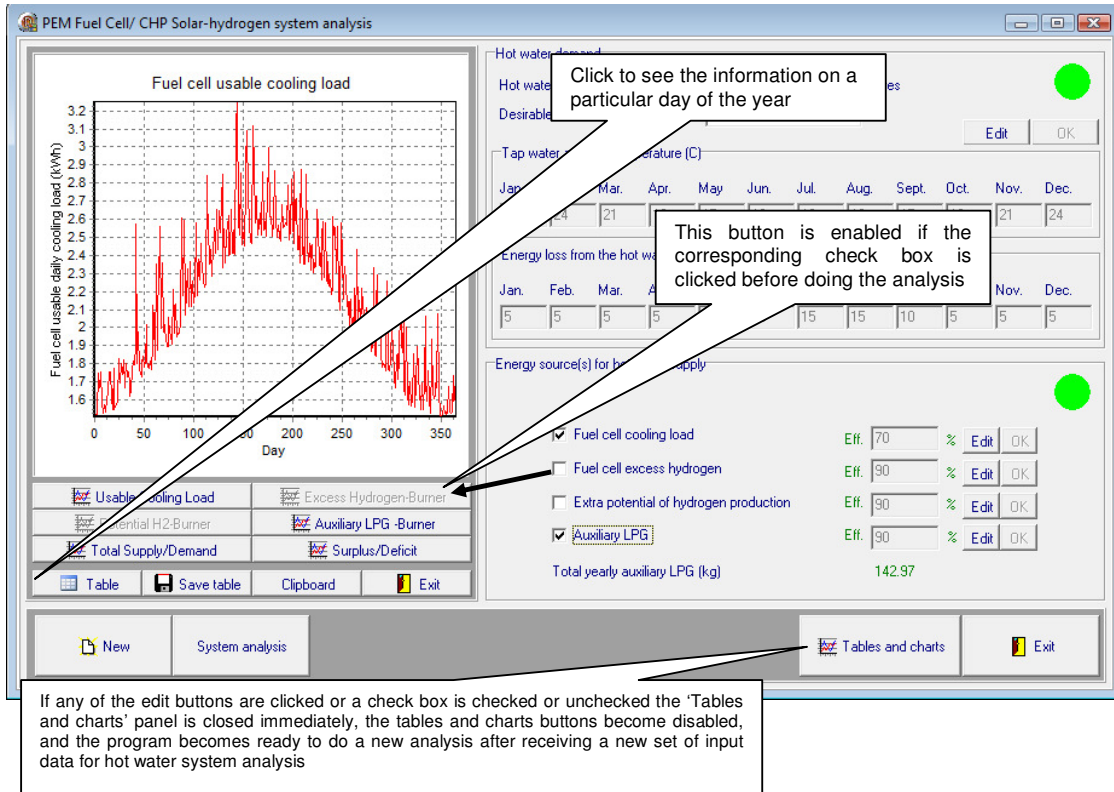 PEM Fuel Cell/ CHP Solar-hydrogen system analysis
Fuel cell usable cooling load
Fuel cell usable daily cooling load (kWh)
3.2
3.1
3
2.9
2.8
2.7
2.6
2.5
2.4
2.3
2.2
2.1
2
1.9
1.8
1.7
1.6
0 50 100 150 200 250 300 350
Day
Usable Cooling Load
Excess Hydrogen-Burner
Potential H2-Burner
Auxiliary LPG -Burner
Total Supply/Demand
Surplus/Deficit
Table
Save table
Clipboard
Exit
Hot water demand
Hot wate
Desirable
Edit OK
Click to see the information on a
particular day of the year
Tap water
erature (C)
Jan. Mar. Apr. May Jun. Jul. Aug. Sept. Oct. Nov. Dec.
24 21 21 24
This button is enabled if the
corresponding check box is
clicked before doing the analysis
Energy loss from the hot wa
Jan. Feb. Mar. Nov. Dec.
5 5 5 5 15 15 10 5 5 5
Energy source(s) for ho
supply
Fuel cell cooling load Eff. 70 % Edit OK
Fuel cell excess hydrogen Eff. 90 % Edit OK
Extra potential of hydrogen production Eff. 90 % Edit OK
Auxiliary LPG Eff. 90 % Edit OK
Total yearly auxiliary LPG (kg) 142.97
New
System analysis
Tables and charts
Exit
If any of the edit buttons are clicked or a check box is checked or unchecked the ‘Tables
and charts’ panel is closed immediately, the tables and charts buttons become disabled,
and the program becomes ready to do a new analysis after receiving a new set of input
data for hot water system analysis